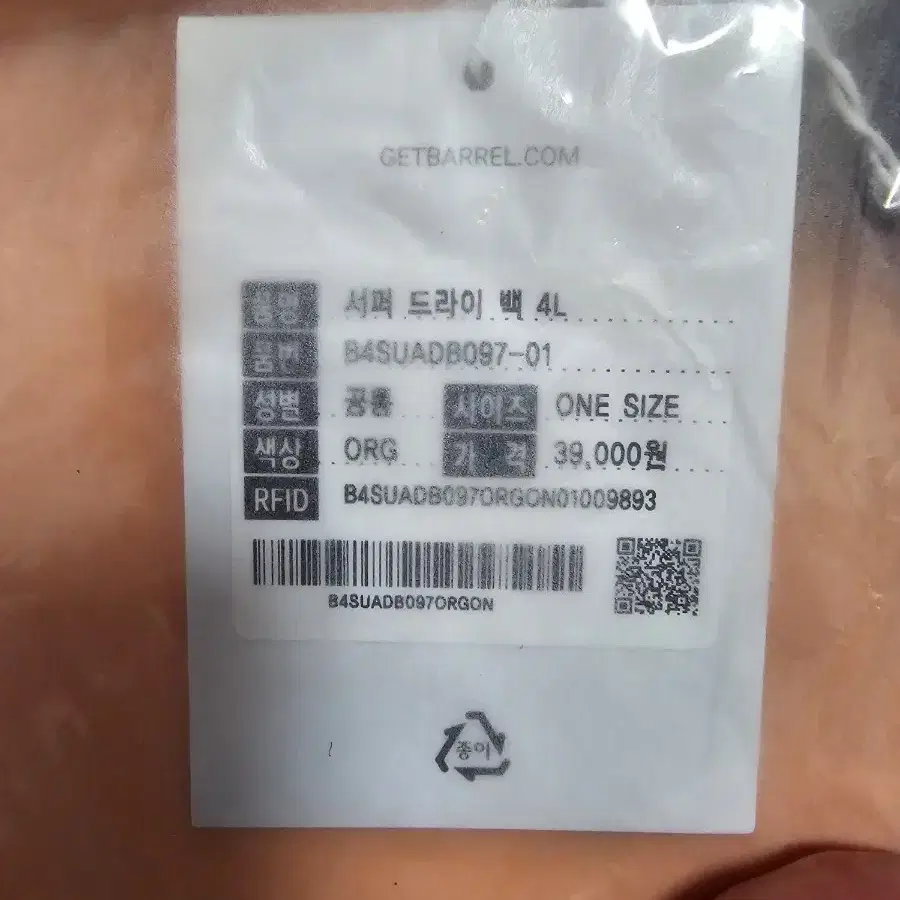 GETBARREL.COM
품명 서퍼 드라이 백 4L
품번 B4SUADB097-01
성별 공용 사이즈 ONE SIZE
색상 ORG 가 격 39,000원
RFID B4SUADB097ORGON01009893
B4SUADB097ORGON
종이